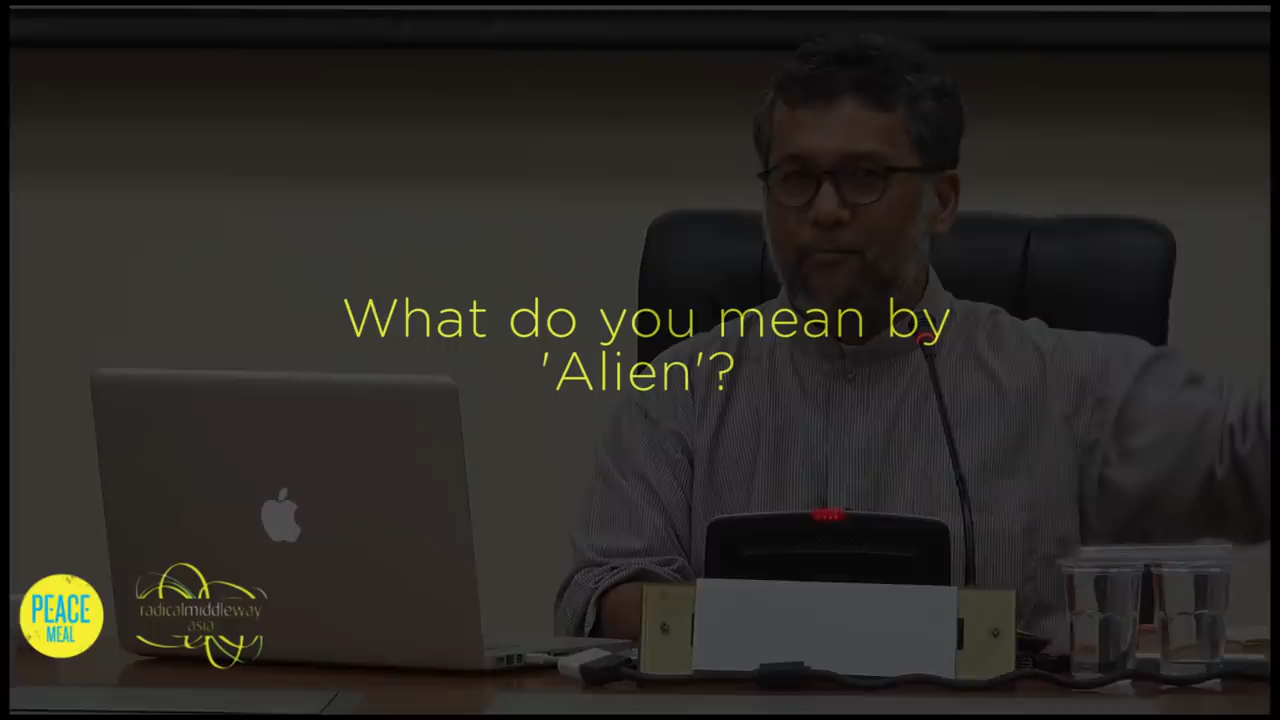 What do you mean by
'Alien'?
PEACE
MEAL
radicalmiddleway
asia